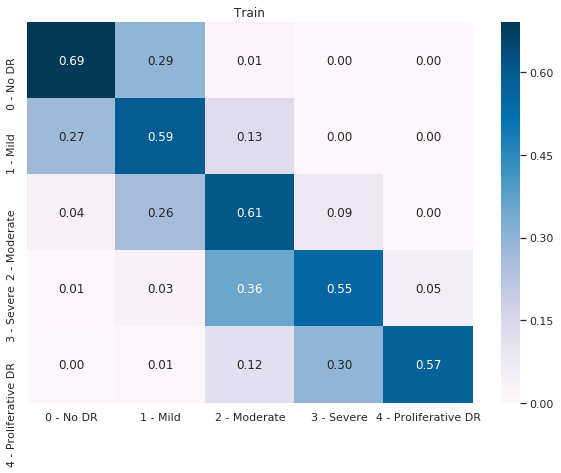 Train
0 - No DR 0.69 0.29 0.01 0.00 0.00
1 - Mild 0.27 0.59 0.13 0.00 0.00
2 - Moderate 0.04 0.26 0.61 0.09 0.00
3 - Severe 0.01 0.03 0.36 0.55 0.05
4 - Proliferative DR 0.00 0.01 0.12 0.30 0.57
0 - No DR 1 - Mild 2 - Moderate 3 - Severe 4 - Proliferative DR
0.60
0.45
0.30
0.15
0.00